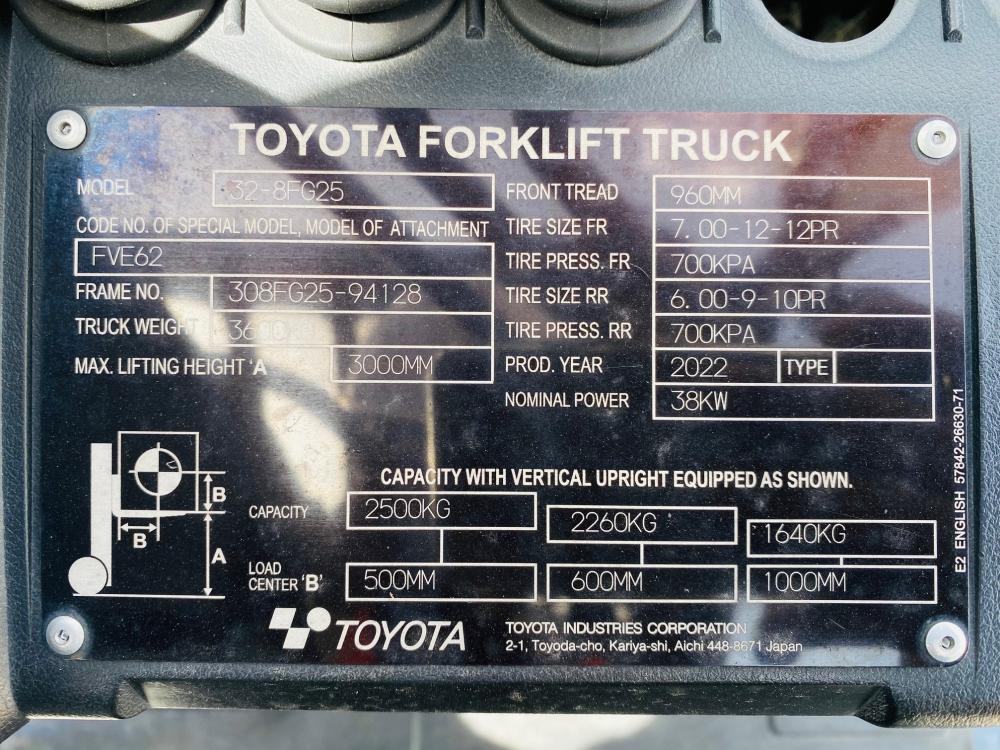 TOYOTA FORKLIFT TRUCK
MODEL 32-8FG25
CODE NO. OF SPECIAL MODEL, MODEL OF ATTACHMENT
FVE62
FRAME NO. 308FG25-94128
TRUCK WEIGHT
MAX. LIFTING HEIGHT 'A 3000MM
FRONT TREAD 960MM
TIRE SIZE FR 7.00-12-12PR
TIRE PRESS. FR 700KPA
TIRE SIZE RR 6.00-9-10PR
TIRE PRESS. RR 700KPA
PROD. YEAR 2022 TYPE
NOMINAL POWER 38KW
CAPACITY WITH VERTICAL UPRIGHT EQUIPPED AS SHOWN.
CAPACITY 2500KG 2260KG 1640KG
LOAD
CENTER 'B' 500MM 600MM 1000MM
B
B
A
TOYOTA
TOYOTA INDUSTRIES CORPORATION
2-1, Toyoda-cho, Kariya-shi, Aichi 448-8671 Japan
E2 ENGLISH 57842-26630-71